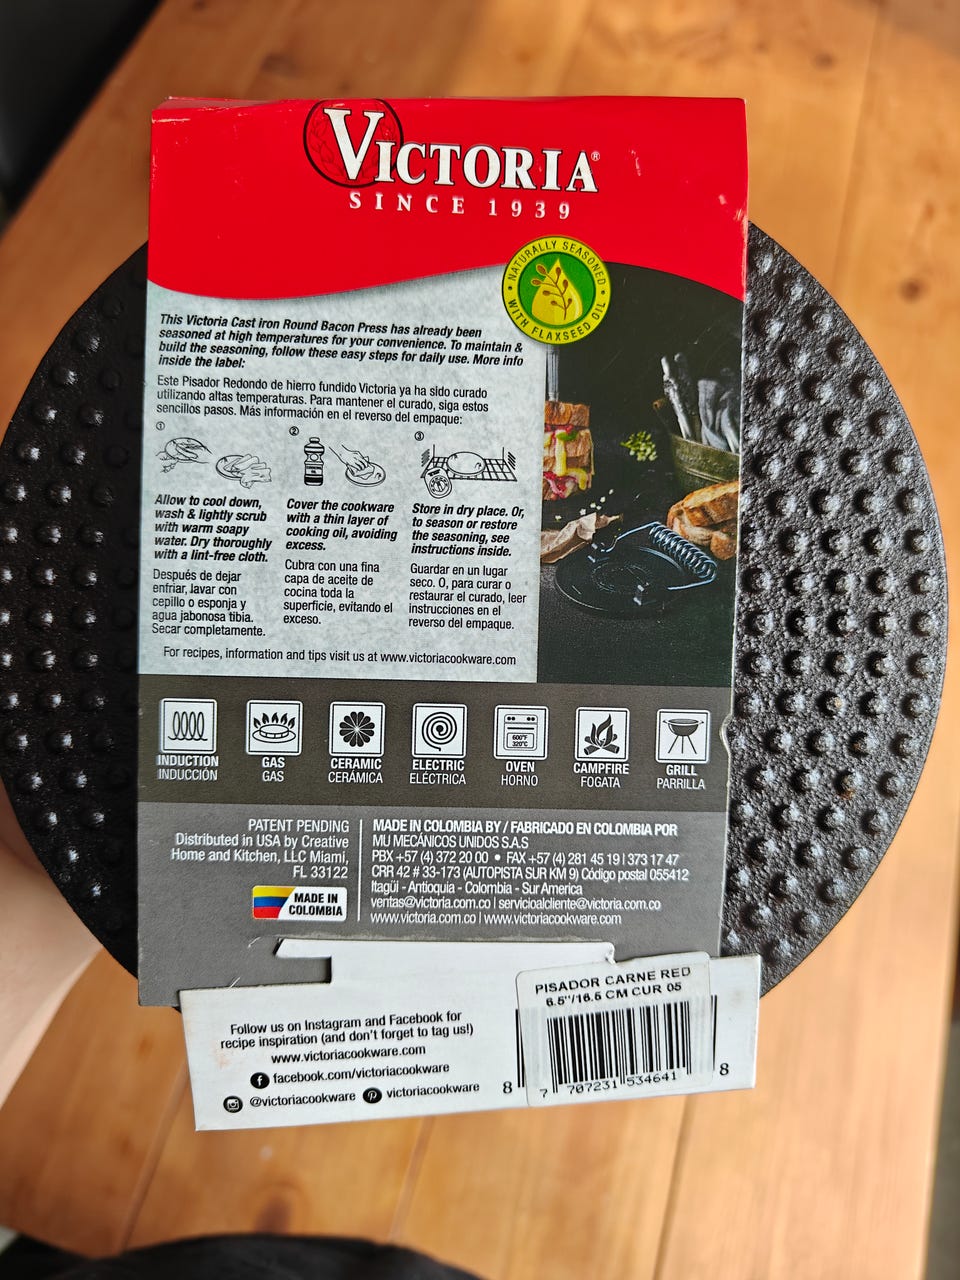 VICTORIA®
SINCE 1939
NATURALLY SEASONED
WITH FLAXSEED OIL
This Victoria Cast iron Round Bacon Press has already been
seasoned at high temperatures for your convenience. To maintain &
build the seasoning, follow these easy steps for daily use. More info
inside the label:
Este Pisador Redondo de hierro fundido Victoria ya ha sido curado
utilizando altas temperaturas. Para mantener el curado, siga estos
sencillos pasos. Más información en el reverso del empaque:
①
Allow to cool down,
wash & lightly scrub
with warm soapy
water. Dry thoroughly
with a lint-free cloth.
Después de dejar
enfriar, lavar con
cepillo o esponja y
agua jabonosa tibia.
Secar completamente.
②
Cover the cookware
with a thin layer of
cooking oil, avoiding
excess.
Cubra con una fina
capa de aceite de
cocina toda la
superficie, evitando el
exceso.
③
Store in dry place. Or,
to season or restore
the seasoning, see
instructions inside.
Guardar en un lugar
seco. O, para curar o
restaurar el curado, leer
instrucciones en el
reverso del empaque.
For recipes, information and tips visit us at www.victoriacookware.com
INDUCTION
INDUCCIÓN
GAS
GAS
CERAMIC
CERÁMICA
ELECTRIC
ELÉCTRICA
600°F
320°C
OVEN
HORNO
CAMPFIRE
FOGATA
GRILL
PARRILLA
PATENT PENDING
Distributed in USA by Creative
Home and Kitchen, LLC Miami,
FL 33122
MADE IN
COLOMBIA
MADE IN COLOMBIA BY / FABRICADO EN COLOMBIA POR
MU MECÁNICOS UNIDOS S.A.S
PBX +57 (4) 372 20 00 • FAX +57 (4) 281 45 19 | 373 17 47
CRR 42 # 33-173 (AUTOPISTA SUR KM 9) Código postal 055412
Itagüi - Antioquia - Colombia - Sur America
ventas@victoria.com.co | servicioalcliente@victoria.com.co
www.victoria.com.co | www.victoriacookware.com
Follow us on Instagram and Facebook for
recipe inspiration (and don't forget to tag us!)
www.victoriacookware.com
facebook.com/victoriacookware
@victoriacookware victoriacookware
PISADOR CARNE RED
6.5"/16.5 CM CUR 05
8
7 707231 534641
8